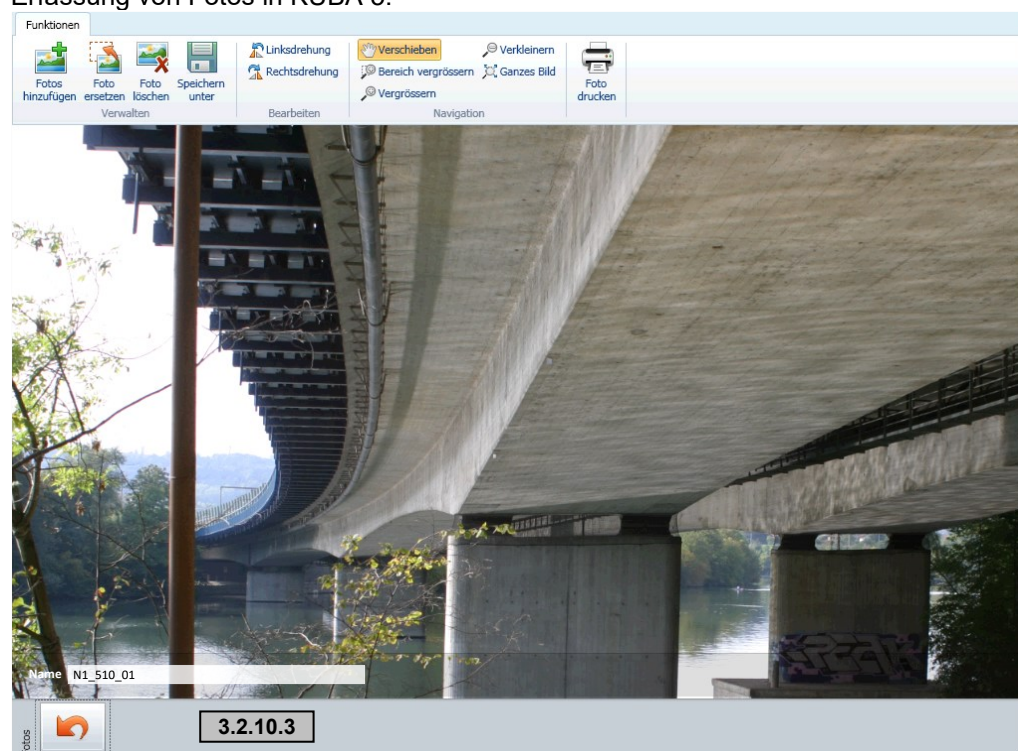 Erfassung von Fotos in KUBA 5.
Funktionen
Fotos hinzufügen
Foto ersetzen
Foto löschen
Speichern unter
Verwalten
Linksdrehung
Rechtsdrehung
Bearbeiten
Verschieben
Bereich vergrössern
Vergrössern
Verkleinern
Ganzes Bild
Navigation
Foto drucken
Name N1_510_01
3.2.10.3